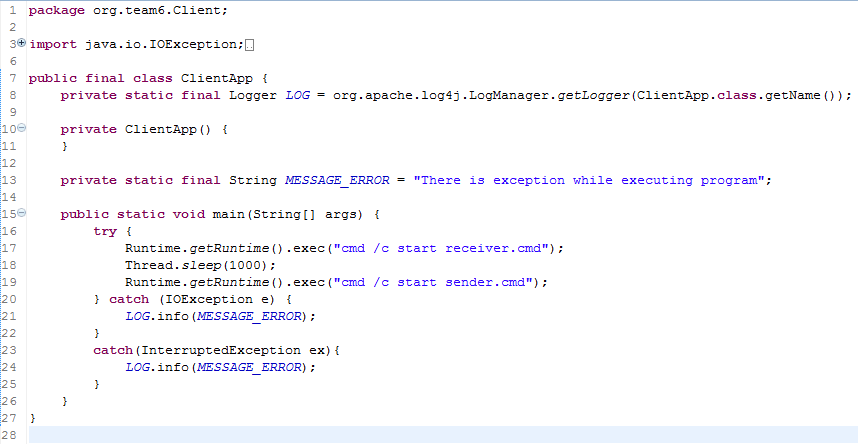 1 package org.team6.Client;
2
3 import java.io.IOException;
6
7 public final class ClientApp {
8     private static final Logger LOG = org.apache.log4j.LogManager.getLogger(ClientApp.class.getName());
9
10     private ClientApp() {
11     }
12
13     private static final String MESSAGE_ERROR = "There is exception while executing program";
14
15     public static void main(String[] args) {
16         try {
17             Runtime.getRuntime().exec("cmd /c start receiver.cmd");
18             Thread.sleep(1000);
19             Runtime.getRuntime().exec("cmd /c start sender.cmd");
20         } catch (IOException e) {
21             LOG.info(MESSAGE_ERROR);
22         }
23         catch(InterruptedException ex){
24             LOG.info(MESSAGE_ERROR);
25         }
26     }
27 }
28